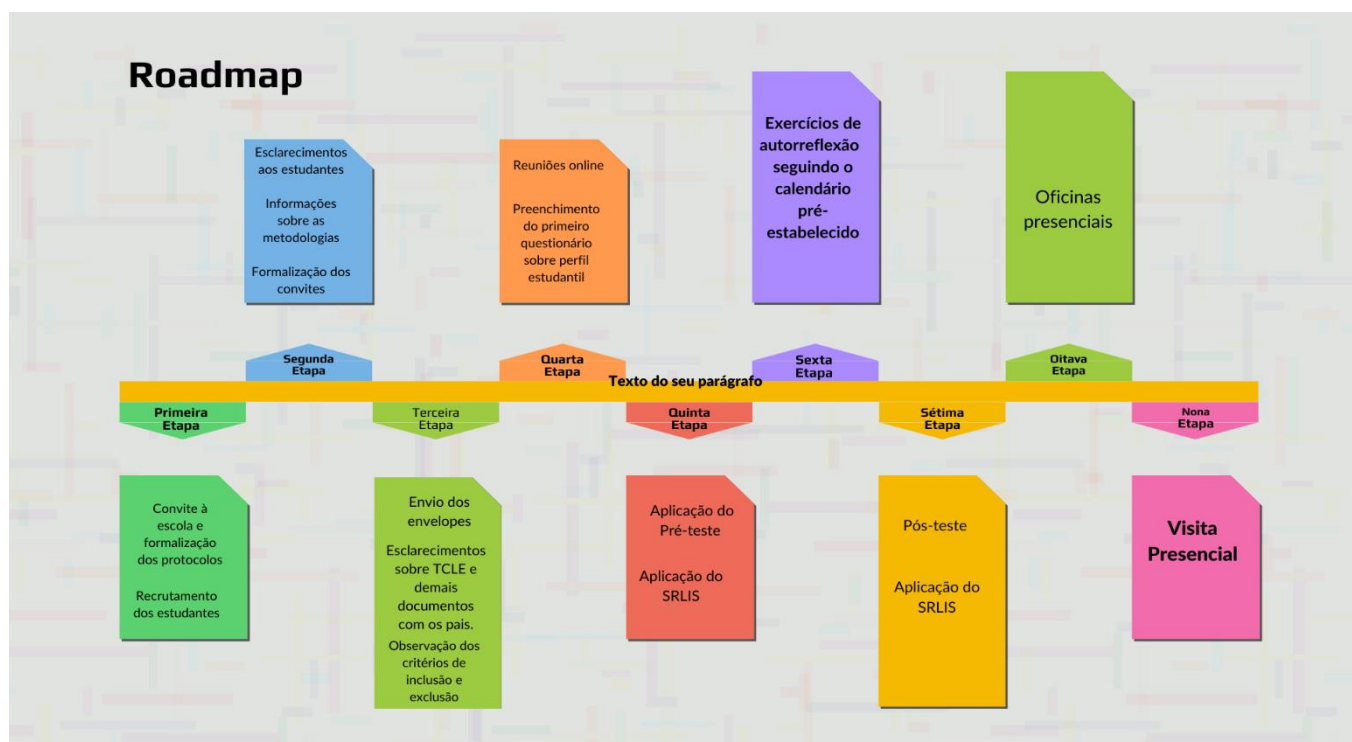 Roadmap
Esclarecimentos
aos estudantes
Informações
sobre as
metodologias
Formalização dos
convites
Reuniões online
Preenchimento
do primeiro
questionário
sobre perfil
estudantil
Exercícios de
autorreflexão
seguindo o
calendário
pré-
estabelecido
Oficinas
presenciais
Segunda
Etapa
Quarta
Etapa
Sexta
Etapa
Oitava
Etapa
Texto do seu parágrafo
Primeira
Etapa
Terceira
Etapa
Quinta
Etapa
Sétima
Etapa
Nona
Etapa
Convite à
escola e
formalização
dos protocolos
Recrutamento
dos estudantes
Envio dos
envelopes
Esclarecimentos
sobre TCLE e
demais
documentos
com os pais.
Observação dos
critérios de
inclusão e
exclusão
Aplicação do
Pré-teste
Aplicação do
SRLIS
Pós-teste
Aplicação do
SRLIS
Visita
Presencial